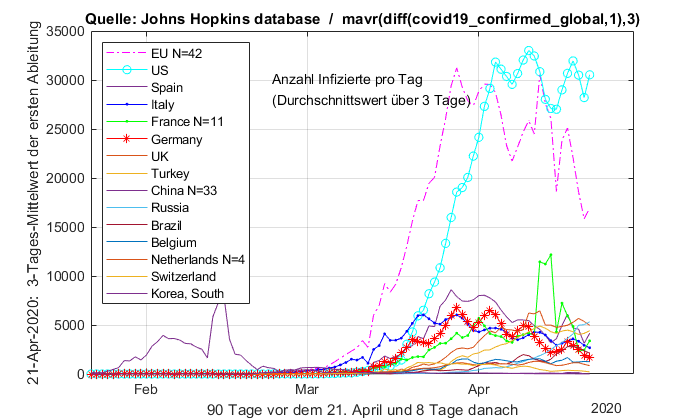 Quelle: Johns Hopkins database / mavr(diff(covid19_confirmed_global,1),3)
21-Apr-2020: 3-Tages-Mittelwert der ersten Ableitung
35000
30000
25000
20000
15000
10000
5000
0
EU N=42
US
Spain
Italy
France N=11
Germany
UK
Turkey
China N=33
Russia
Brazil
Belgium
Netherlands N=4
Switzerland
Korea, South
Anzahl Infizierte pro Tag
(Durchschnittswert über 3 Tage)
Feb Mar Apr
2020
90 Tage vor dem 21. April und 8 Tage danach